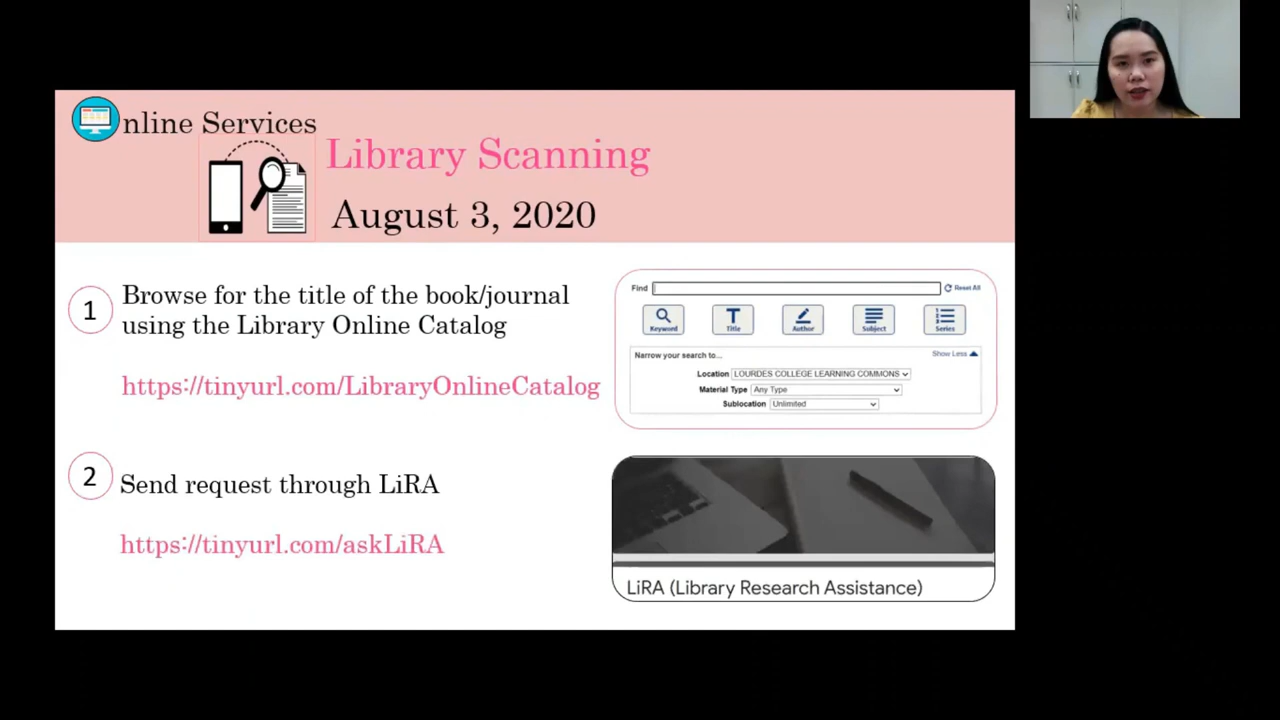 nline Services
Library Scanning
August 3, 2020
1
Browse for the title of the book/journal
using the Library Online Catalog
https://tinyurl.com/LibraryOnlineCatalog
Find
Reset All
Keyword
Title
Author
Subject
Series
Narrow your search to...
Show Less
Location LOURDES COLLEGE LEARNING COMMONS
Material Type Any Type
Sublocation Unlimited
2
Send request through LiRA
https://tinyurl.com/askLiRA
LiRA (Library Research Assistance)